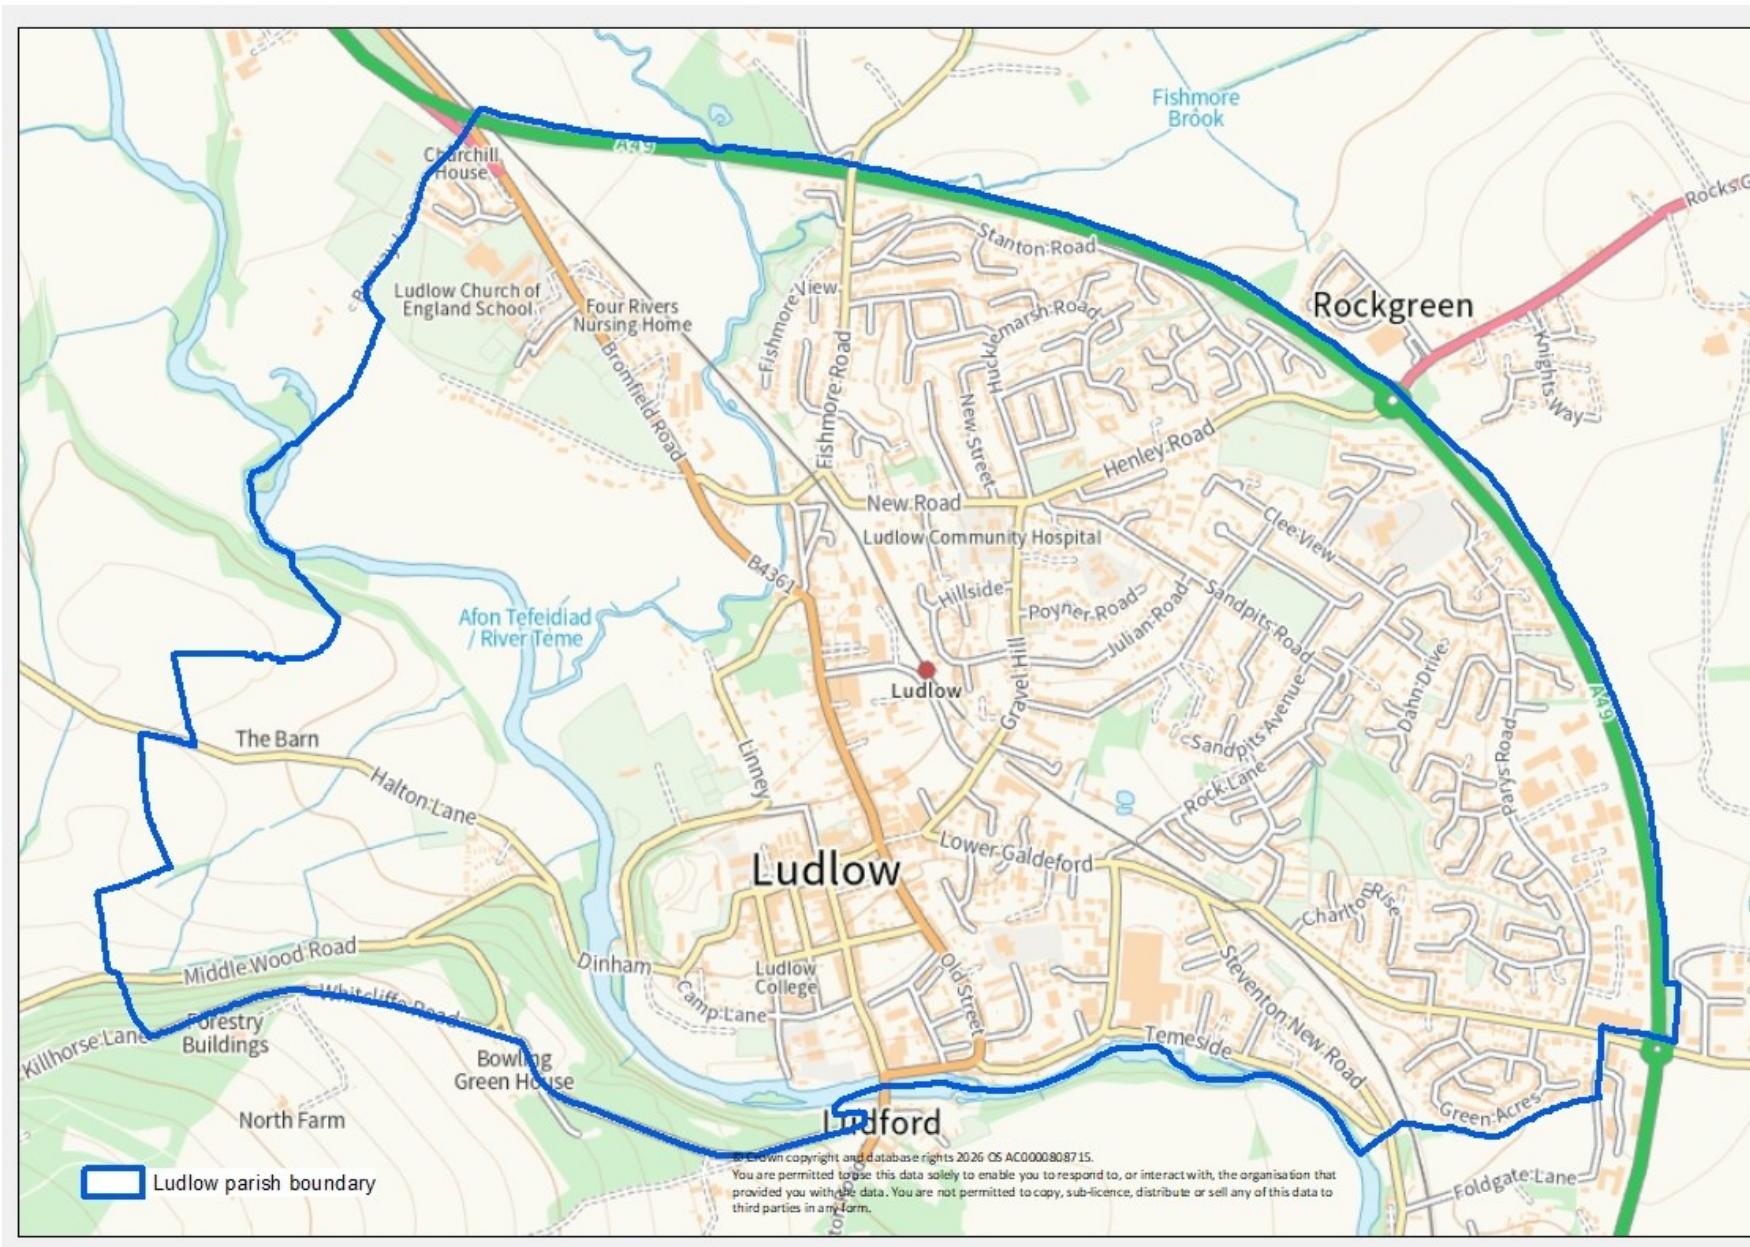 Fishmore
Brook
A49
Churchill
House
Rocks G
Stanton Road
Rockgreen
Ludlow Church of
England School
Four Rivers
Nursing Home
Fishmore View
Honeklemarsh Road
Knights Way
Bromfield Road
Fishmore Road
New Street
Henley Road
New Road
Ludlow Community Hospital
Clee View
B4361
Hillside
Poyner Road
Julian Road
Sandpits Road
Afon Tefeidiad
/ River Teme
Gravel Hill
Ludlow
Dahn Drive
A49
Sandpits Avenue
The Barn
Linney
Parys Road
Halton Lane
Rock Lane
Lower Galdeford
Ludlow
Charlton Rise
Middle Wood Road
Dinham
Ludlow
College
Old Street
Steventon New Road
Camp Lane
Whitcliffe Road
Killhorse Lane
Forestry
Buildings
Temeside
Bowling
Green House
Green Acres
North Farm
Ludford
Foldgate Lane
Ludlow parish boundary
© Crown copyright and database rights 2026 OS AC0000808715.
You are permitted to use this data solely to enable you to respond to, or interact with, the organisation that
provided you with the data. You are not permitted to copy, sub-licence, distribute or sell any of this data to
third parties in any form.